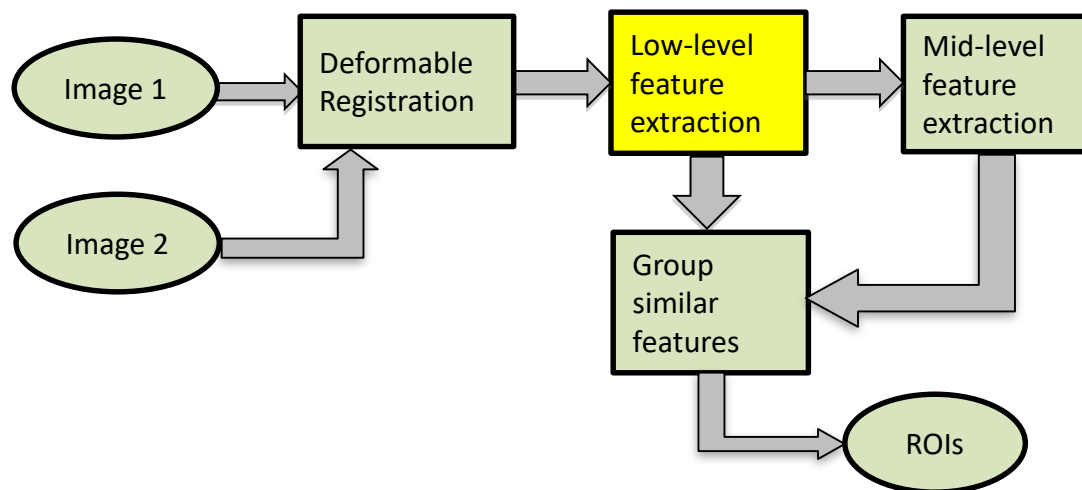 Image 1
Deformable
Registration
Low-level
feature
extraction
Mid-level
feature
extraction
Image 2
Group
similar
features
ROIs